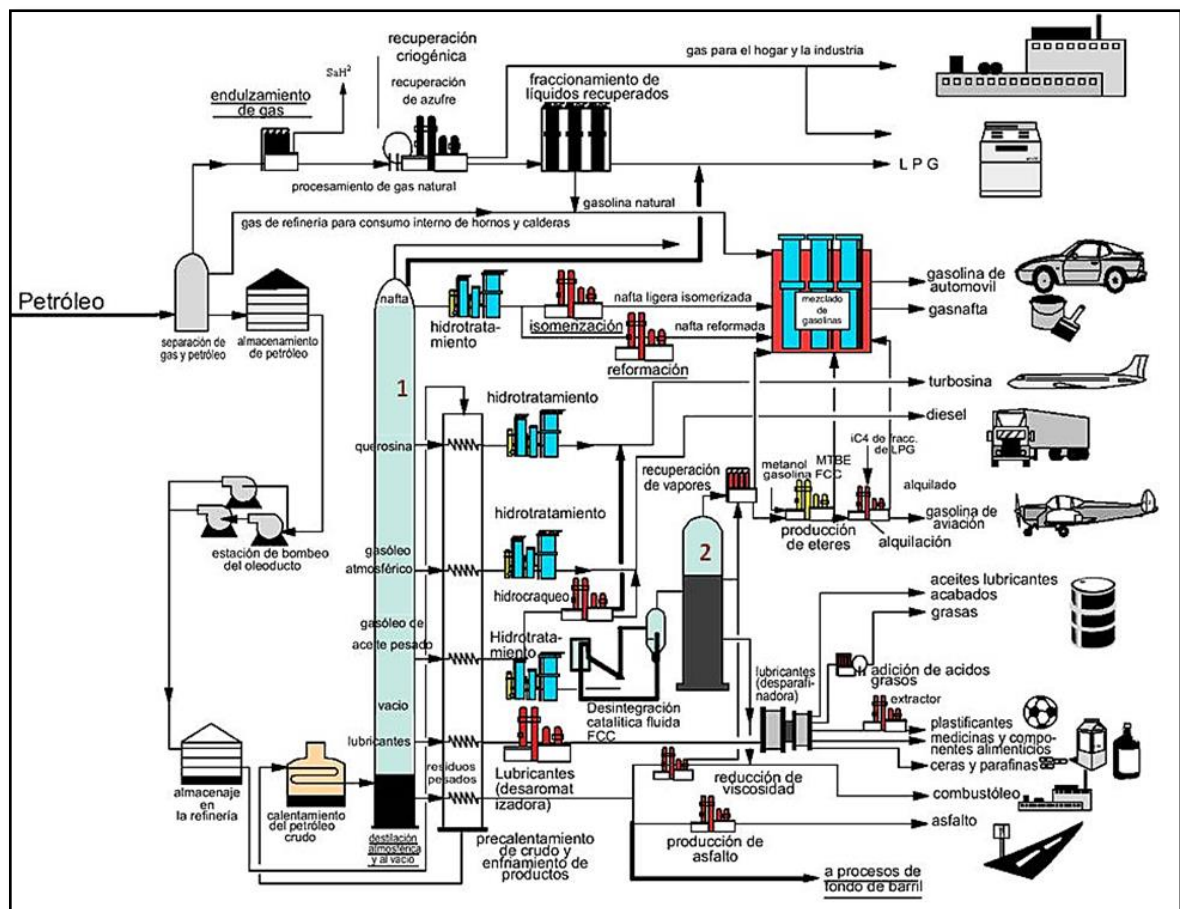 recuperación
criogénica
gas para el hogar y la industria
SaH²
recuperación
de azufre
fraccionamiento de
líquidos recuperados
endulzamiento
de gas
L P G
procesamiento de gas natural
gasolina natural
gas de refinería para consumo interno de hornos y calderas
Petróleo
separación de
gas y petróleo
almacenamiento
de petróleo
nafta
hidrotrata-
miento
isomerización
nafta ligera isomerizada
nafta reformada
reformación
mezclado
de
gasolinas
gasolina de
automovil
gasnafta
turbosina
diesel
1
hidrotratamiento
querosina
recuperación
de vapores
metanol
gasolina
MTBE
FCC
iC4 de fracc.
de LPG
alquilado
gasolina de
aviación
producción
de eteres
alquilación
estación de bombeo
del oleoducto
hidrotratamiento
gasóleo
atmosférico
2
hidrocraqueo
gasóleo de
aceite pesado
Hidrotrata-
miento
Desintegración
catalítica fluida
FCC
aceites lubricantes
acabados
grasas
lubricantes
(desparafi-
nadora)
adición de acidos
grasos
extractor
plastificantes
medicinas y compo-
nentes alimenticios
ceras y parafinas
vacio
lubricantes
Lubricantes
(desaromat
izadora)
residuos
pesados
reducción de
viscosidad
combustóleo
asfalto
producción de
asfalto
almacenaje
en
la refinería
calentamiento
del petróleo
crudo
destilación
atmosférica
y al vacio
precalentamiento
de crudo y
enfriamiento de
productos
a procesos de
fondo de barril